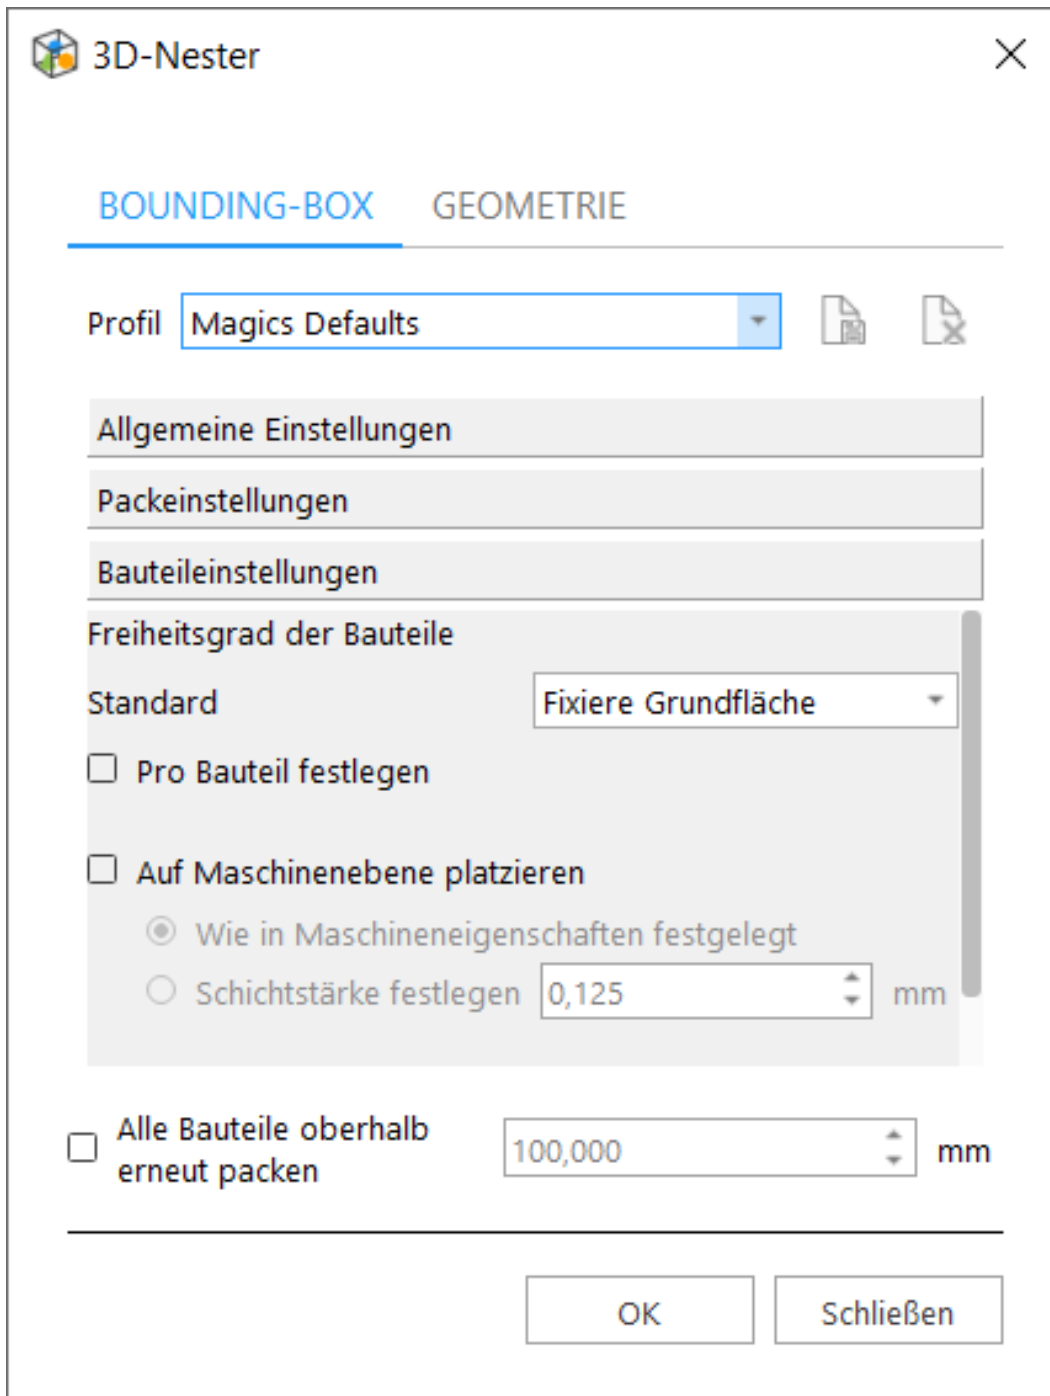 3D-Nester
BOUNDING-BOX GEOMETRIE
Profil Magics Defaults
Allgemeine Einstellungen
Packeinstellungen
Bauteileinstellungen
Freiheitsgrad der Bauteile
Standard Fixiere Grundfläche
Pro Bauteil festlegen
Auf Maschinenebene platzieren
Wie in Maschineneigenschaften festgelegt
Schichtstärke festlegen 0,125 mm
Alle Bauteile oberhalb
erneut packen 100,000 mm
OK Schließen